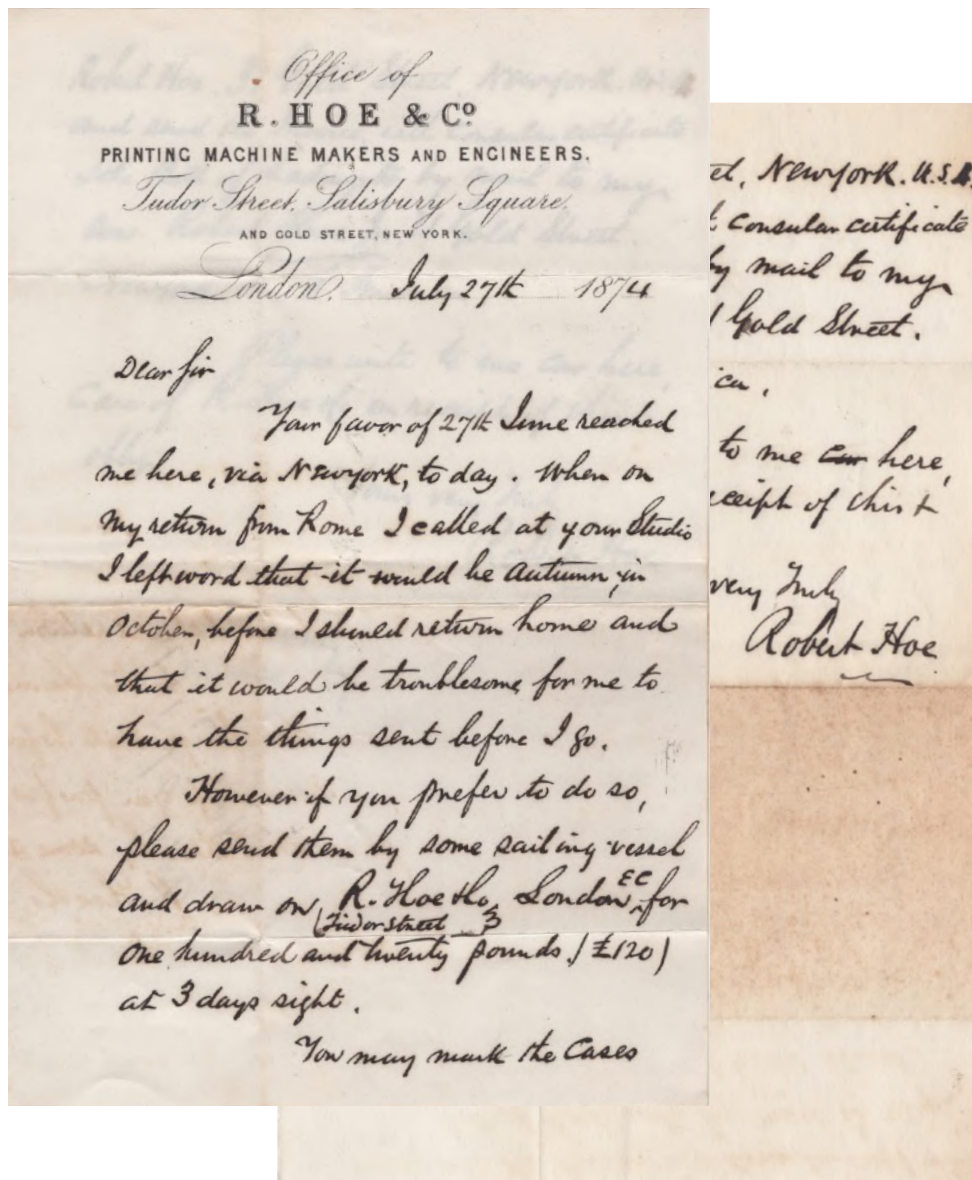 Office of
R. HOE & Co
PRINTING MACHINE MAKERS AND ENGINEERS.
Tudor Street, Salisbury Square,
AND GOLD STREET, NEW YORK.
London. July 27th 1874
Dear Sir
Your favor of 27th June reached
me here, via Newyork, to day. When on
my return from home I called at your Studio
I left word that it would be Autumn, in
October, before I should return home and
that it would be troublesome for me to
have the things sent before I go.
However if you prefer to do so,
please send them by some sailing vessel
and draw on R. Hoe & Co, London, EC for
(Tudor Street
one hundred and twenty pounds (£120)
at 3 days sight.
You may mark the Cases
et, Newyork. U.S.A.
t consular certificate
by mail to my
Gold Street.
ca.
to me car here,
eceipt of this &
very Truly
Robert Hoe